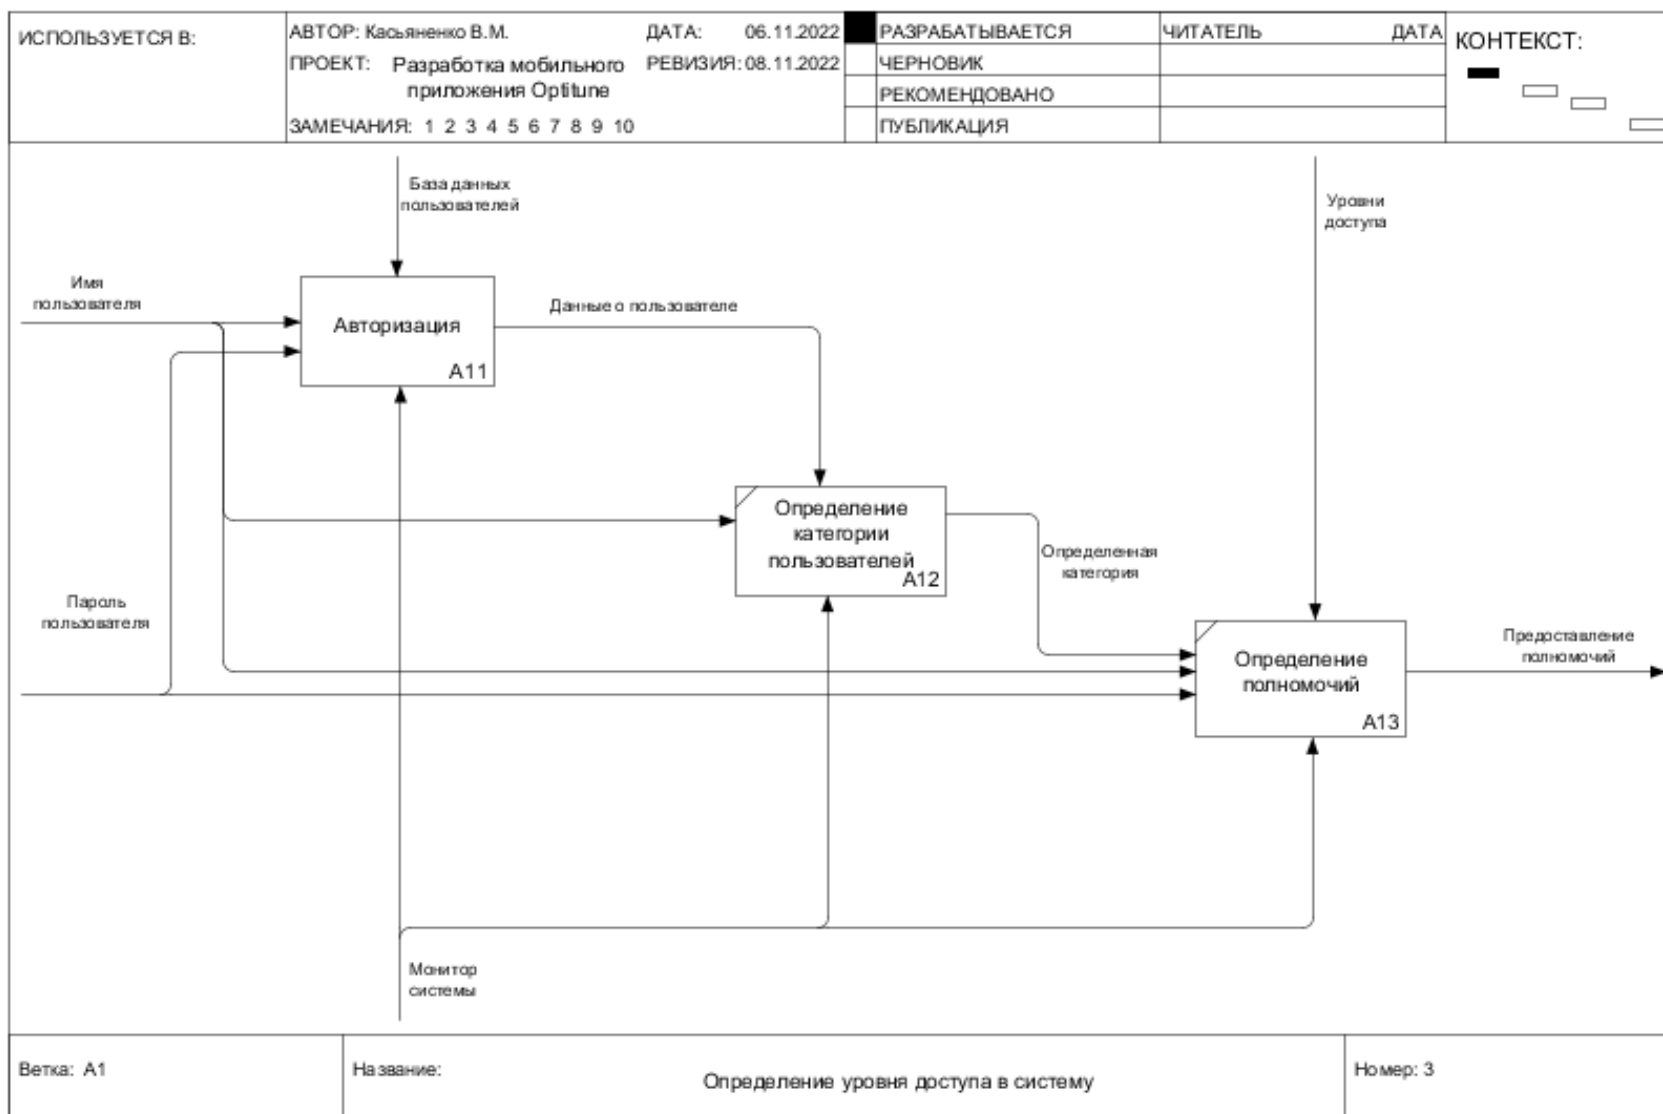 ИСПОЛЬЗУЕТСЯ В:
АВТОР: Касьяненко В.М.
ДАТА: 06.11.2022
ПРОЕКТ: Разработка мобильного
приложения Optitune
РЕВИЗИЯ: 08.11.2022
ЗАМЕЧАНИЯ: 1 2 3 4 5 6 7 8 9 10
РАЗРАБАТЫВАЕТСЯ
ЧЕРНОВИК
РЕКОМЕНДОВАНО
ПУБЛИКАЦИЯ
ЧИТАТЕЛЬ
ДАТА
КОНТЕКСТ:
База данных
пользователей
Уровни
доступа
Имя
пользователя
Авторизация
A11
Данные о пользователе
Определение
категории
пользователей
A12
Определенная
категория
Пароль
пользователя
Определение
полномочий
A13
Предоставление
полномочий
Монитор
системы
Ветка: A1
Название:
Определение уровня доступа в систему
Номер: 3